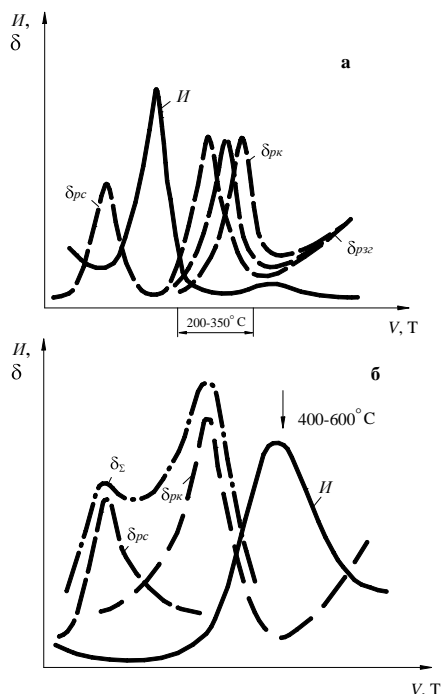 И,
δ
а
И
δрк
δрс
δрзг
200-350°С
V, Т
И,
δ
б
400-600°С
δΣ
И
δрк
δрс
V, Т